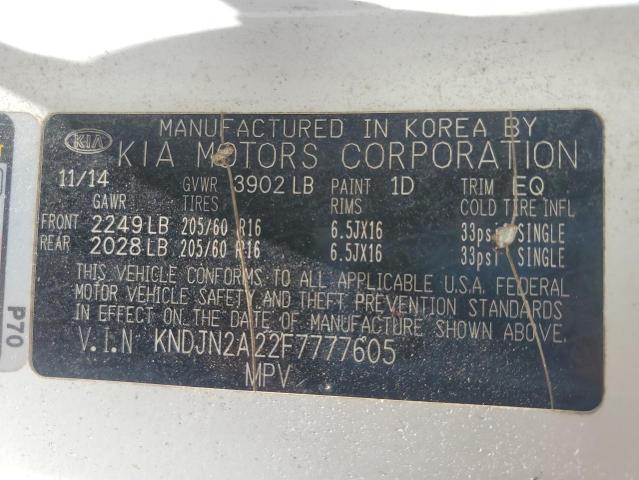 KIA
MANUFACTURED IN KOREA BY
KIA MOTORS CORPORATION
11/14 GVWR 3902 LB PAINT 1D TRIM EQ
GAWR TIRES RIMS COLD TIRE INFL
FRONT 2249 LB 205/60 R16 6.5JX16 33psi SINGLE
REAR 2028 LB 205/60 R16 6.5JX16 33psi SINGLE
THIS VEHICLE CONFORMS TO ALL APPLICABLE U.S.A. FEDERAL
MOTOR VEHICLE SAFETY AND THEFT PREVENTION STANDARDS
IN EFFECT ON THE DATE OF MANUFACTURE SHOWN ABOVE.
V.I.N KNDJN2A22F7777605
MPV
P70